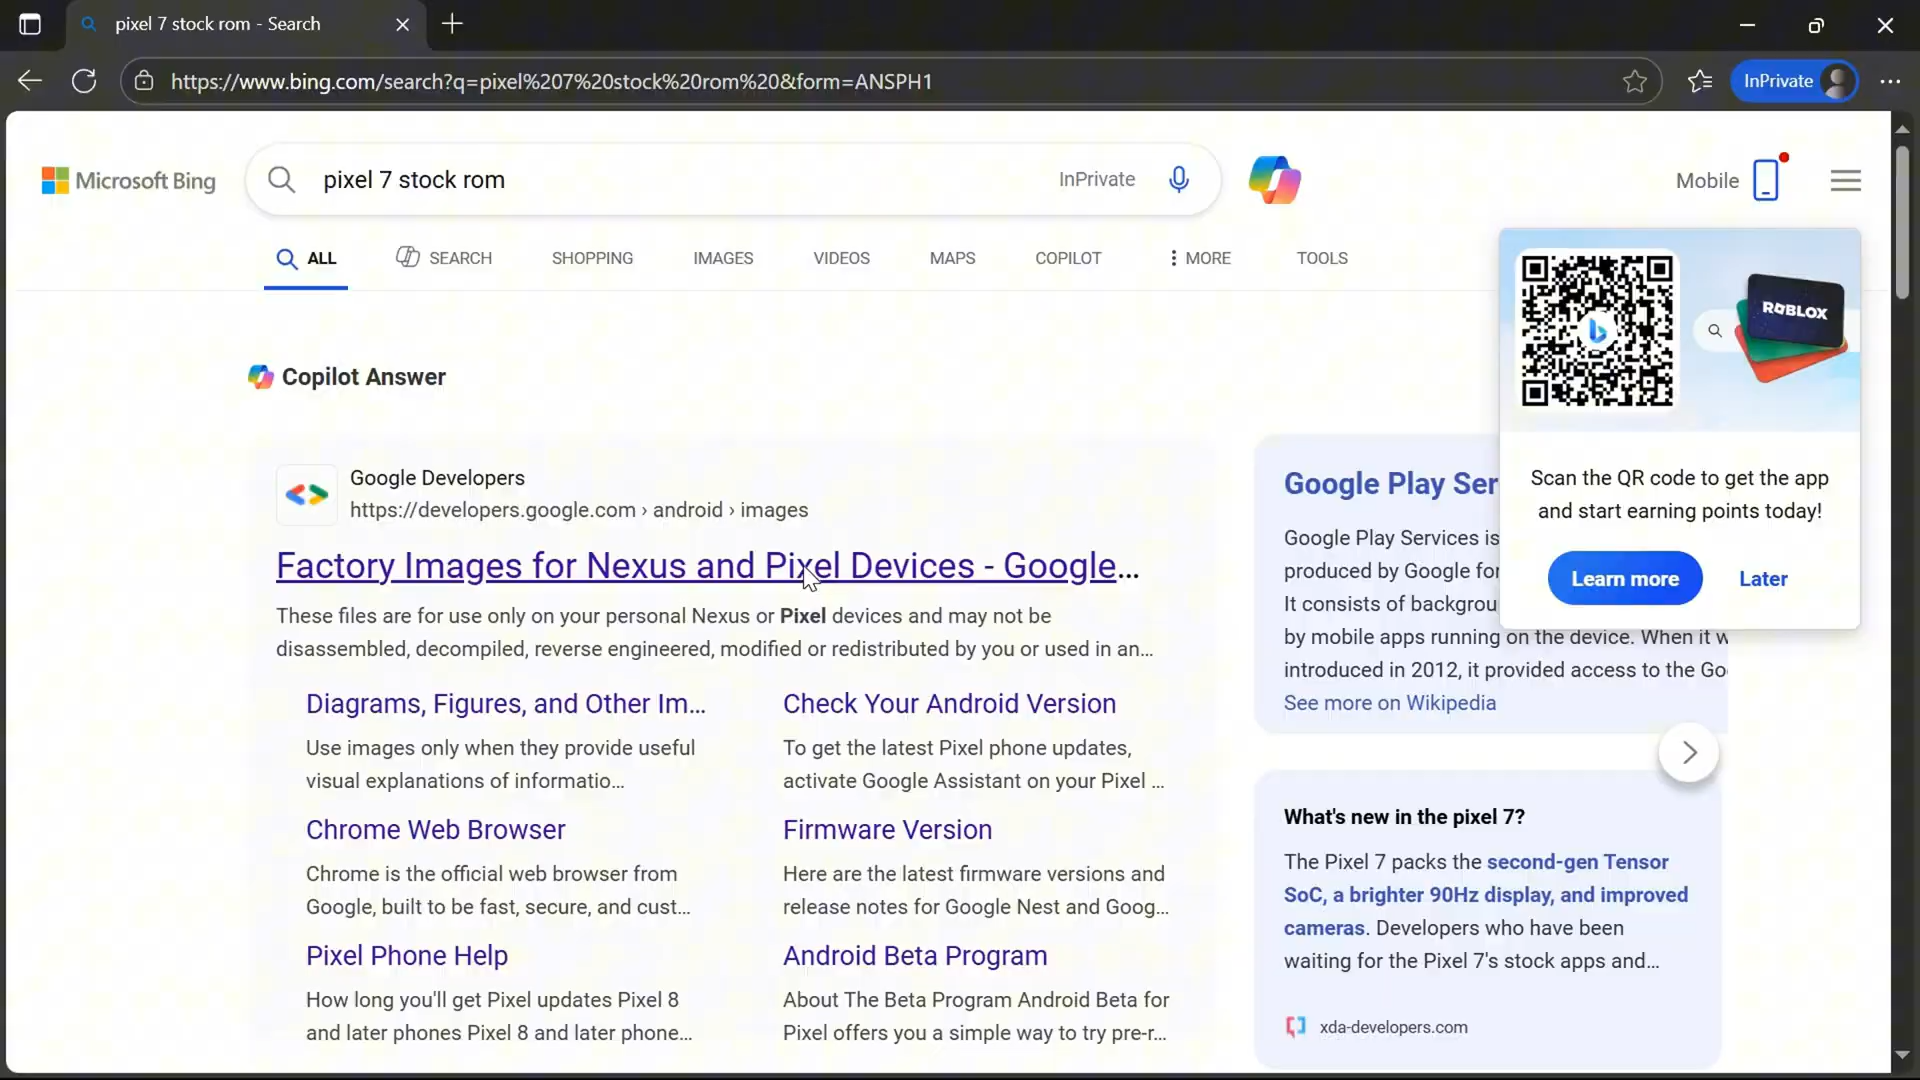 pixel 7 stock rom - Search
https://www.bing.com/search?q=pixel%207%20stock%20rom%20&form=ANSPH1
InPrivate
Microsoft Bing
pixel 7 stock rom
InPrivate
Mobile
ALL
SEARCH
SHOPPING
IMAGES
VIDEOS
MAPS
COPILOT
MORE
TOOLS
ROBLOX
Copilot Answer
Google Developers
https://developers.google.com › android › images
Factory Images for Nexus and Pixel Devices - Google...
These files are for use only on your personal Nexus or Pixel devices and may not be
disassembled, decompiled, reverse engineered, modified or redistributed by you or used in an...
Diagrams, Figures, and Other Im...
Use images only when they provide useful
visual explanations of informatio...
Check Your Android Version
To get the latest Pixel phone updates,
activate Google Assistant on your Pixel ...
Chrome Web Browser
Chrome is the official web browser from
Google, built to be fast, secure, and cust...
Firmware Version
Here are the latest firmware versions and
release notes for Google Nest and Goog...
Pixel Phone Help
How long you'll get Pixel updates Pixel 8
and later phones Pixel 8 and later phone...
Android Beta Program
About The Beta Program Android Beta for
Pixel offers you a simple way to try pre-r...
Scan the QR code to get the app
and start earning points today!
Learn more
Later
Google Play Ser
Google Play Services is
produced by Google for
It consists of backgrou
by mobile apps running on the device. When it w
introduced in 2012, it provided access to the Go
See more on Wikipedia
What's new in the pixel 7?
The Pixel 7 packs the second-gen Tensor
SoC, a brighter 90Hz display, and improved
cameras. Developers who have been
waiting for the Pixel 7's stock apps and...
xda-developers.com